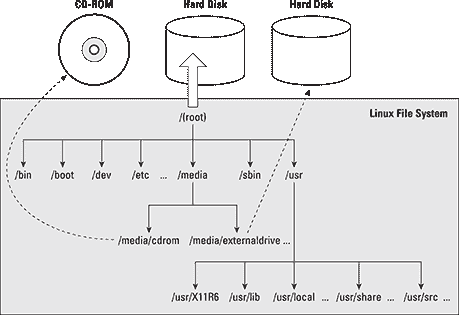 CD-ROM Hard Disk Hard Disk
/(root) Linux File System
/bin /boot /dev /etc ... /media /sbin /usr
/media/cdrom /media/externaldrive ...
/usr/X11R6 /usr/lib /usr/local ... /usr/share ... /usr/src ...